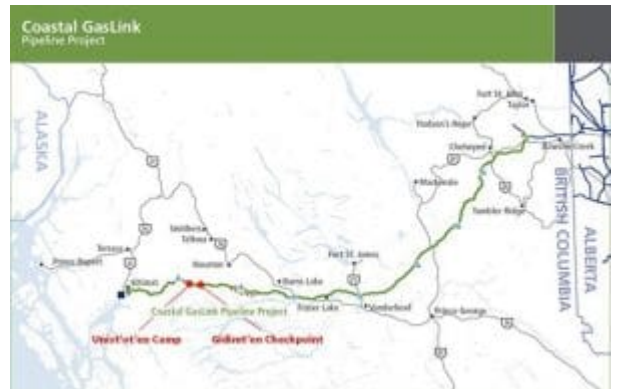 Coastal GasLink
Pipeline Project
Fort St. John
Taylor
Hudson's Hope
Chetwynd
Dawson Creek
ALASKA
Mackenzie
Tumbler Ridge
BRITISH COLUMBIA
ALBERTA
Smithers
Telkwa
Terrace
Houston
Fort St. James
Prince Rupert
Kitimat
Burns Lake
Fraser Lake
Vanderhoof
Prince George
Coastal GasLink Pipeline Project
Unist'ot'en Camp
Gidimt'en Checkpoint